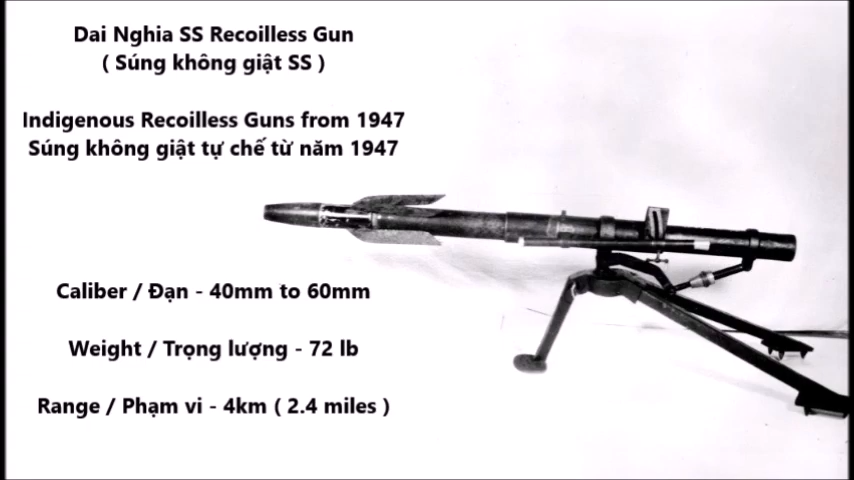 Dai Nghia SS Recoilless Gun
( Súng không giật SS )
Indigenous Recoilless Guns from 1947
Súng không giật tự chế từ năm 1947
Caliber / Đạn - 40mm to 60mm
Weight / Trọng lượng - 72 lb
Range / Phạm vi - 4km ( 2.4 miles )